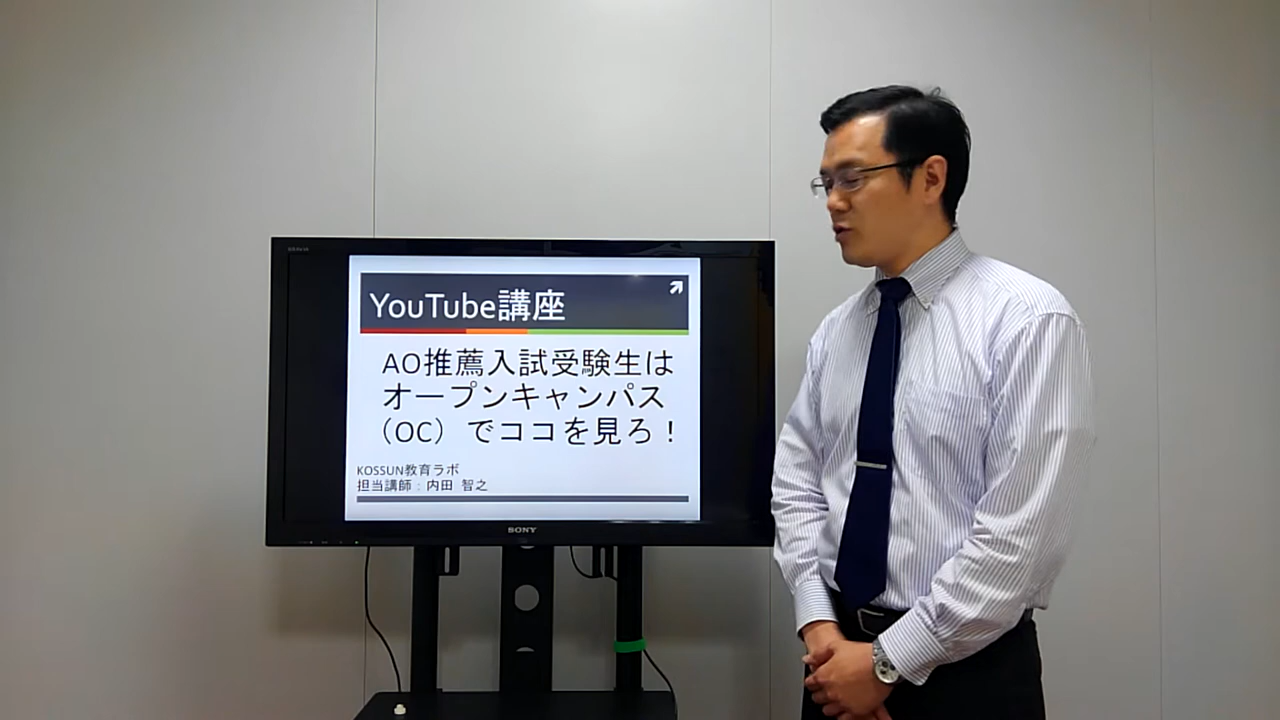 YouTube講座
AO推薦入試受験生は
オープンキャンパス
（OC）でココを見ろ！
KOSSUN教育ラボ
担当講師：内田 智之
SONY